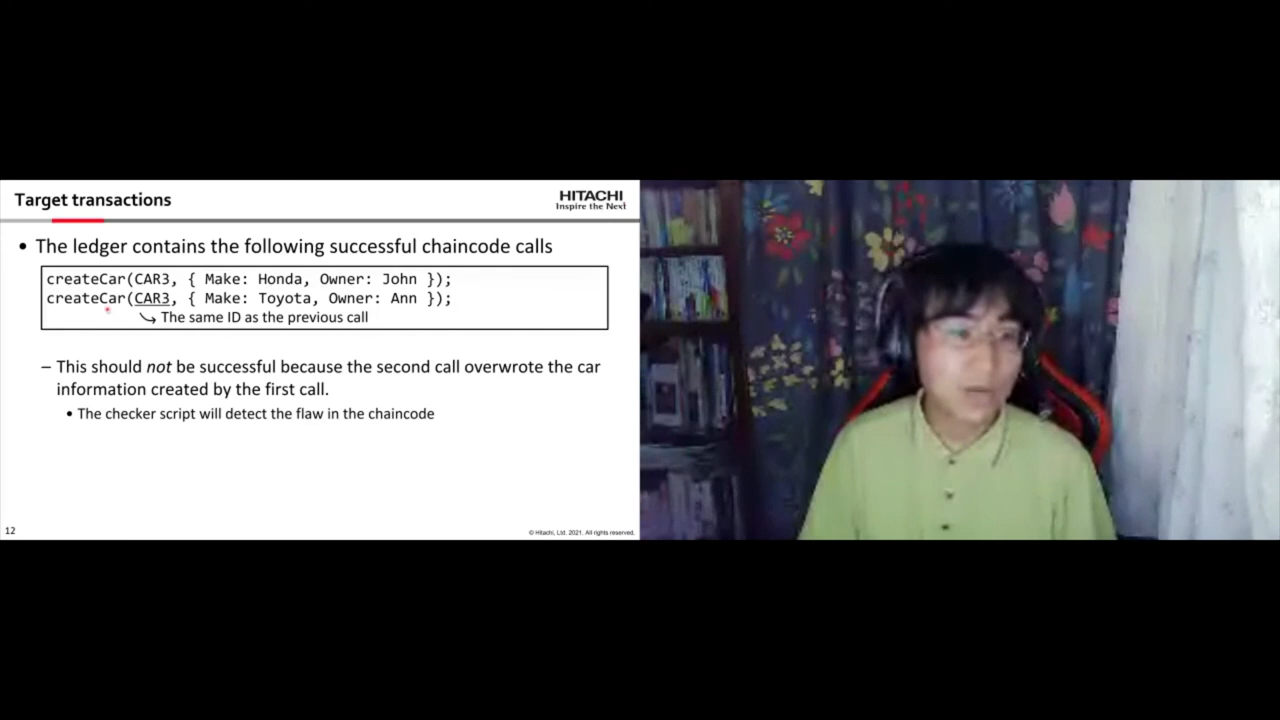 Target transactions
HITACHI
Inspire the Next
• The ledger contains the following successful chaincode calls
createCar(CAR3, { Make: Honda, Owner: John });
createCar(CAR3, { Make: Toyota, Owner: Ann });
The same ID as the previous call
– This should not be successful because the second call overwrote the car
information created by the first call.
• The checker script will detect the flaw in the chaincode
12
© Hitachi, Ltd. 2021. All rights reserved.